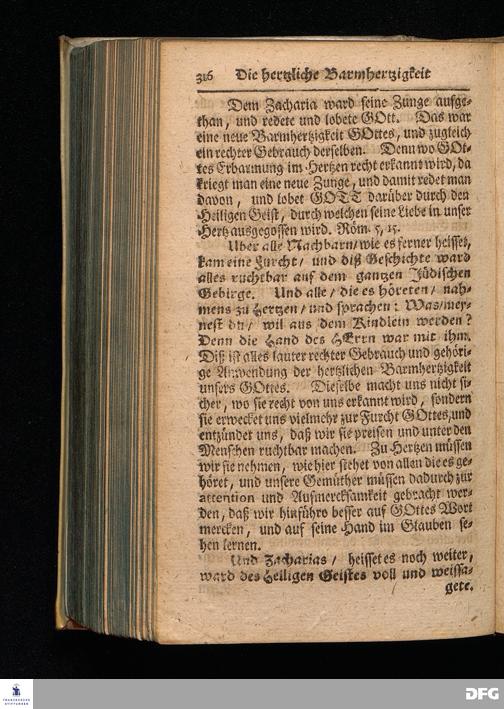 316 Die hertzliche Barmhertzigkeit
Dem Zacharia ward seine Zunge aufge-
than, und redete und lobete GOtt. Das war
eine neue Barmhertzigkeit GOttes, und zugleich
ein rechter Gebrauch derselben. Denn wo GOt-
tes Erbarmung im Hertzen recht erkannt wird, da
kriegt man eine neue Zunge, und damit redet man
davon, und lobet GOTT darüber durch den
Heiligen Geist, durch welchen seine Liebe in unser
Hertz ausgegossen wird. Röm. 5, 15.
Uber alle Nachbarn/ wie es ferner heisset,
kam eine Furcht/ und diß Geschichte ward
alles ruchtbar auf dem gantzen Jüdischen
Gebirge. Und alle/ die es höreten/ nah-
mens zu Hertzen/ und sprachen: Was/ mey-
nest du/ wil aus dem Kindlein werden?
Denn die Hand des HErrn war mit ihm.
Diß ist alles lauter rechter Gebrauch und gehöri-
ge Anwendung der hertzlichen Barmhertzigkeit
unsers GOttes. Dieselbe macht uns nicht si-
cher, wo sie recht von uns erkannt wird, sondern
sie erwecket uns vielmehr zur Furcht GOttes, und
entzündet uns, daß wir sie preisen und unter den
Menschen ruchtbar machen. Zu Hertzen müssen
wir sie nehmen, wie hier stehet von allen die es ge-
höret, und unsere Gemüther müssen dadurch zur
attention und Aufmercksamkeit gebracht wer-
den, daß wir hinführo besser auf GOttes Wort
mercken, und auf seine Hand im Glauben se-
hen lernen.
Und Zacharias/ heisset es noch weiter,
ward des Heiligen Geistes voll und weissa-
gete.
FRANCKESCHE
STIFTUNGEN
DFG